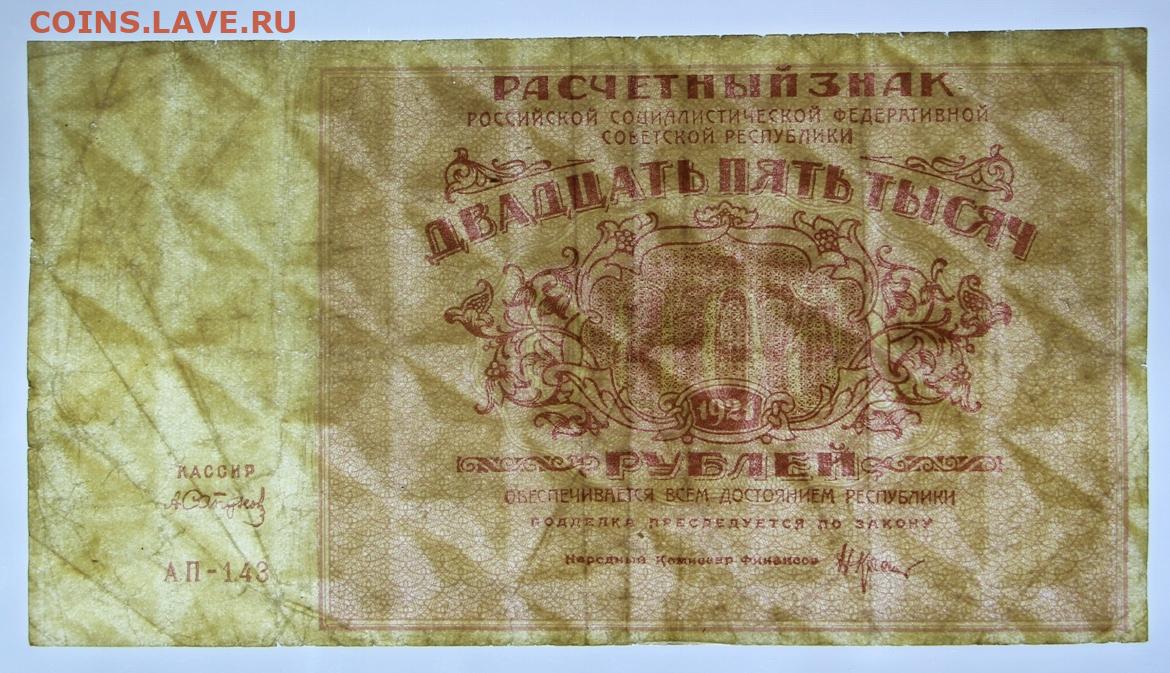 COINS.LAVE.RU
РАСЧЕТНЫЙ ЗНАК
РОССИЙСКОЙ СОЦИАЛИСТИЧЕСКОЙ ФЕДЕРАТИВНОЙ
СОВЕТСКОЙ РЕСПУБЛИКИ
ДВАДЦАТЬ ПЯТЬ ТЫСЯЧ
1921
РУБЛЕЙ
ОБЕСПЕЧИВАЕТСЯ ВСЕМ ДОСТОЯНИЕМ РЕСПУБЛИКИ
ПОДДЕЛКА ПРЕСЛЕДУЕТСЯ ПО ЗАКОНУ
Народный Комиссар Финансов
КАССИР
АП-143